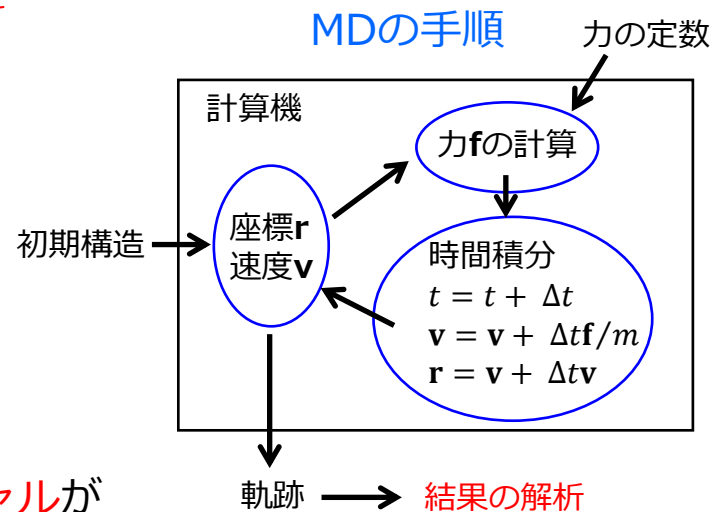 MDの手順
力の定数
計算機
力fの計算
初期構造
座標r
速度v
時間積分
t = t + Δt
v = v + Δtf/m
r = v + Δtv
ャルが
軌跡
結果の解析